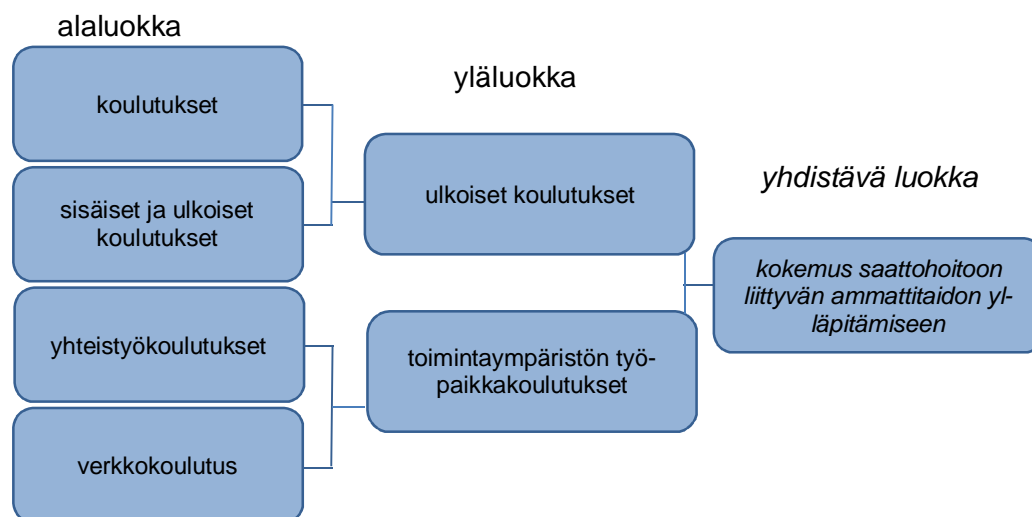 alaluokka
koulutukset
sisäiset ja ulkoiset
koulutukset
yhteistyökoulutukset
verkkokoulutus
yläluokka
ulkoiset koulutukset
toimintaympäristön työ-
paikkakoulutukset
yhdistävä luokka
kokemus saattohoitoon
liittyvän ammattitaidon yl-
läpitämiseen